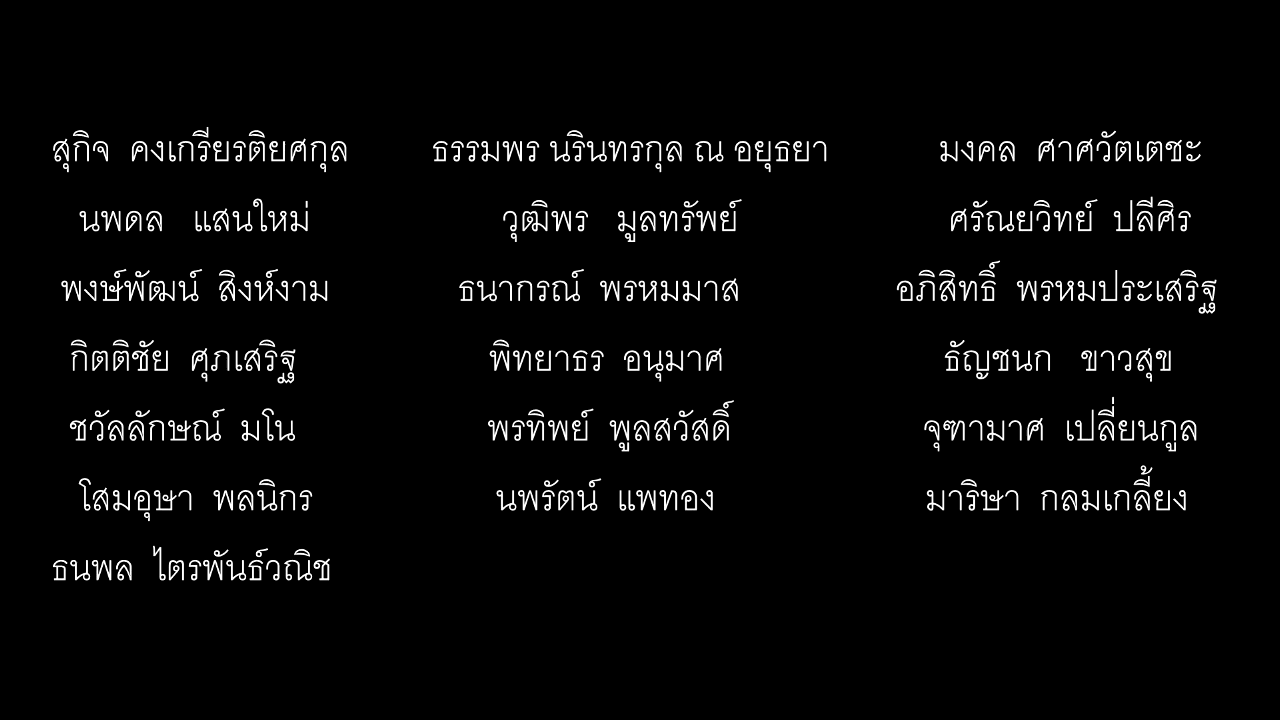 สุกิจ คงเกรียรติยศกุล
นพดล แสนใหม่
พงษ์พัฒน์ สิงห์งาม
กิตติชัย ศุภเสริฐ
ชวัลลักษณ์ มโน
โสมอุษา พลนิกร
ธนพล ไตรพันธ์วณิช
ธรรมพร นรินทรกุล ณ อยุธยา
วุฒิพร มูลทรัพย์
ธนากรณ์ พรหมมาส
พิทยาธร อนุมาศ
พรทิพย์ พูลสวัสดิ์
นพรัตน์ แพทอง
มงคล ศาศวัตเตชะ
ศรัณยวิทย์ ปลีศิร
อภิสิทธิ์ พรหมประเสริฐ
ธัญชนก ขาวสุข
จุฑามาศ เปลี่ยนกูล
มาริษา กลมเกลี้ยง